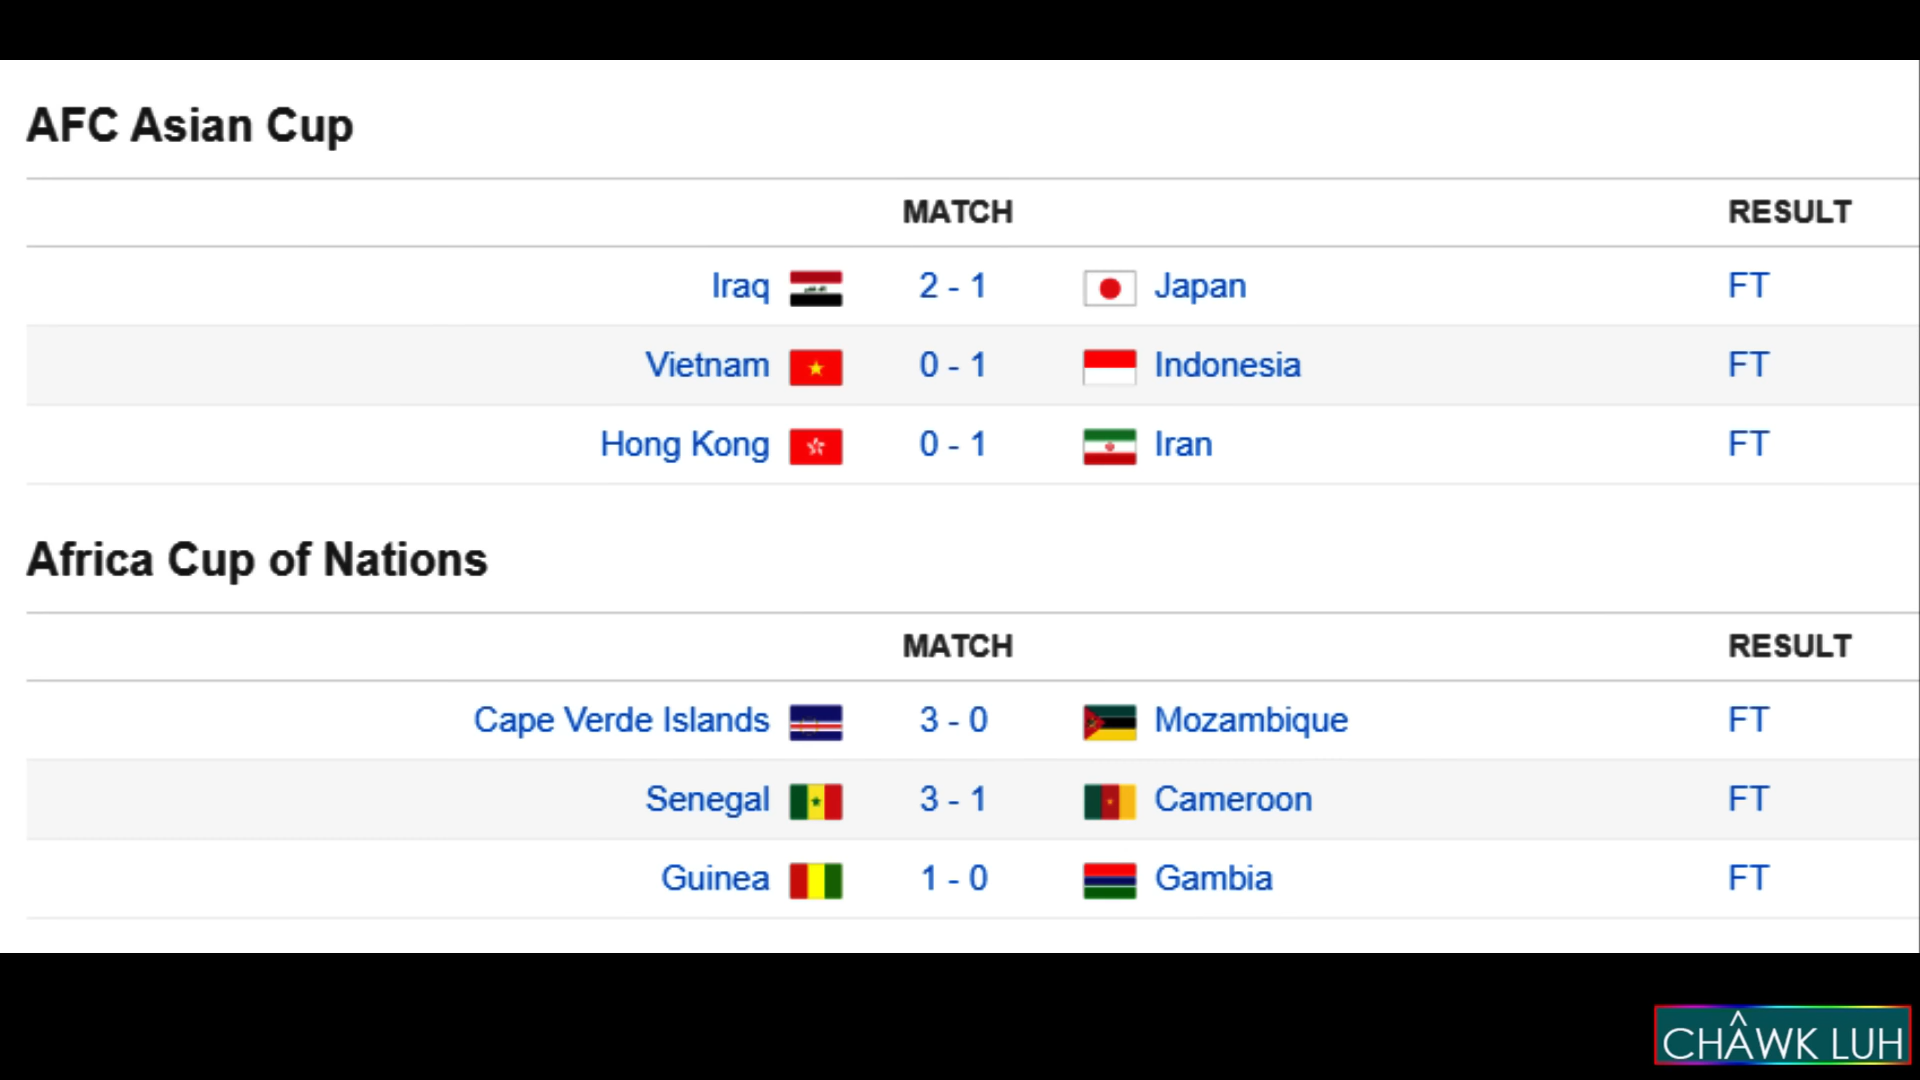 AFC Asian Cup
MATCH RESULT
Iraq 2 - 1 Japan FT
Vietnam 0 - 1 Indonesia FT
Hong Kong 0 - 1 Iran FT
Africa Cup of Nations
MATCH RESULT
Cape Verde Islands 3 - 0 Mozambique FT
Senegal 3 - 1 Cameroon FT
Guinea 1 - 0 Gambia FT
CHÂWK LUH